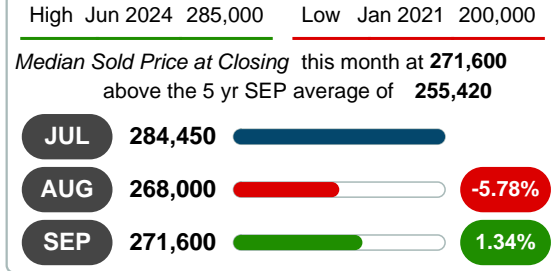 High Jun 2024 285,000 Low Jan 2021 200,000
Median Sold Price at Closing this month at 271,600
above the 5 yr SEP average of 255,420
JUL 284,450
AUG 268,000 -5.78%
SEP 271,600 1.34%